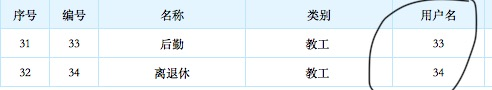 序号 编号 名称 类别 用户名
31 33 后勤 教工 33
32 34 离退休 教工 34